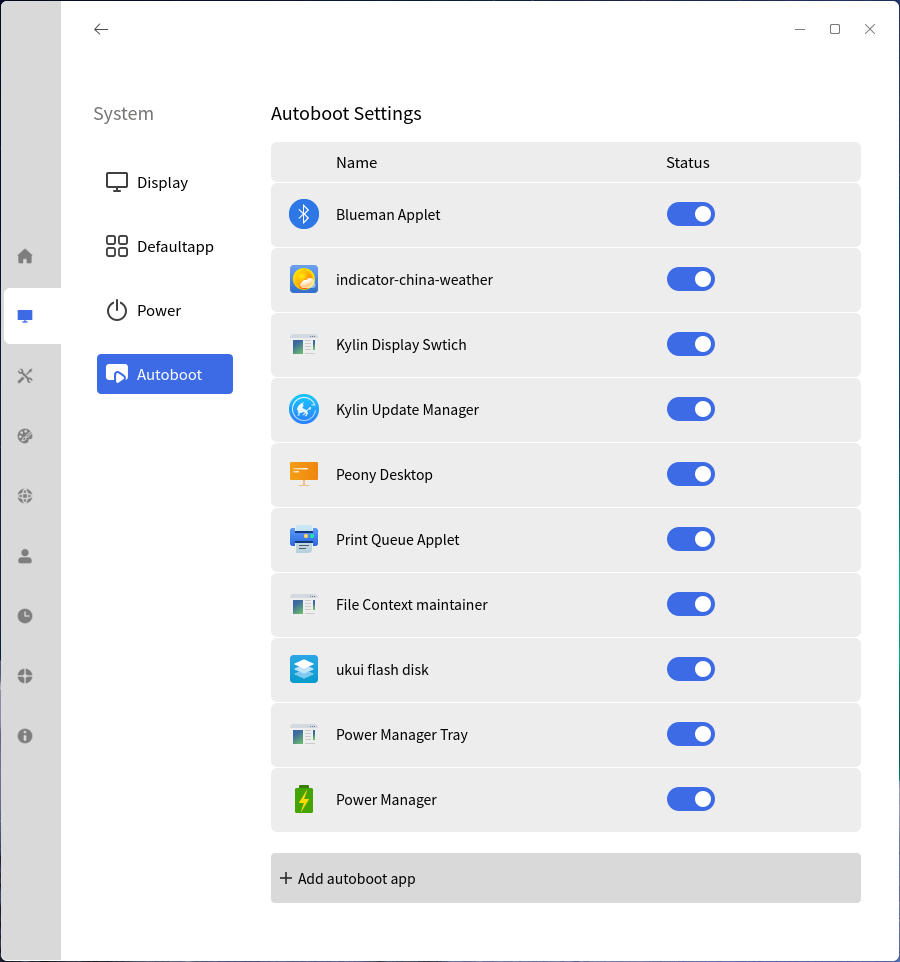 System
Autoboot Settings
Display
Defaultapp
Power
Autoboot
Name Status
Blueman Applet
indicator-china-weather
Kylin Display Swtich
Kylin Update Manager
Peony Desktop
Print Queue Applet
File Context maintainer
ukui flash disk
Power Manager Tray
Power Manager
Add autoboot app